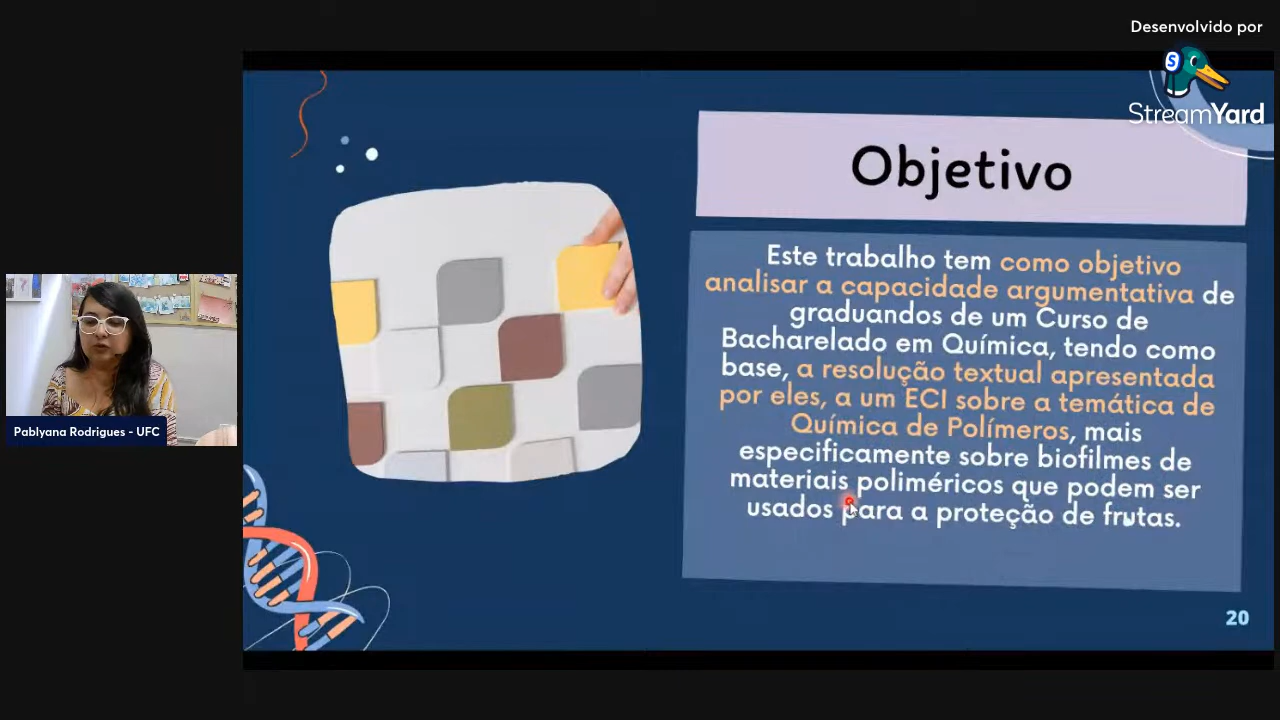 Desenvolvido por
StreamYard
Objetivo
Este trabalho tem como objetivo
analisar a capacidade argumentativa de
graduandos de um Curso de
Bacharelado em Química, tendo como
base, a resolução textual apresentada
por eles, a um ECI sobre a temática de
Química de Polímeros, mais
especificamente sobre biofilmes de
materiais poliméricos que podem ser
usados para a proteção de frutas.
Pablyana Rodrigues - UFC
20